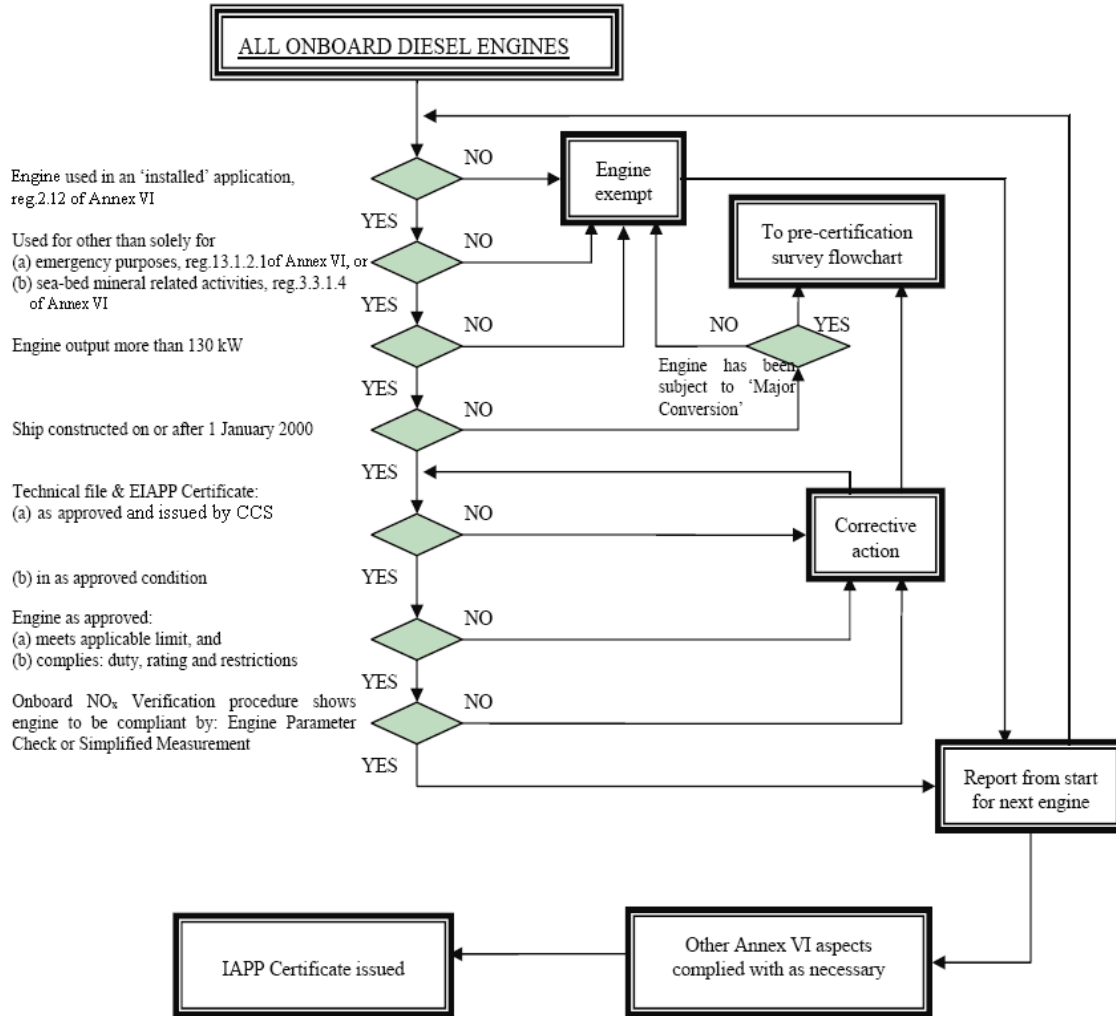 ALL ONBOARD DIESEL ENGINES
Engine used in an ‘installed’ application,
reg.2.12 of Annex VI
NO
Engine
exempt
YES
Used for other than solely for
(a) emergency purposes, reg.13.1.2.1of Annex VI, or
(b) sea-bed mineral related activities, reg.3.3.1.4
of Annex VI
NO
To pre-certification
survey flowchart
YES
Engine output more than 130 kW
NO
NO
YES
Engine has been
subject to ‘Major
Conversion’
YES
Ship constructed on or after 1 January 2000
NO
YES
Technical file & EIAPP Certificate:
(a) as approved and issued by CCS
NO
Corrective
action
(b) in as approved condition
YES
Engine as approved:
(a) meets applicable limit, and
(b) complies: duty, rating and restrictions
NO
YES
Onboard NOₓ Verification procedure shows
engine to be compliant by: Engine Parameter
Check or Simplified Measurement
NO
YES
Report from start
for next engine
Other Annex VI aspects
complied with as necessary
IAPP Certificate issued